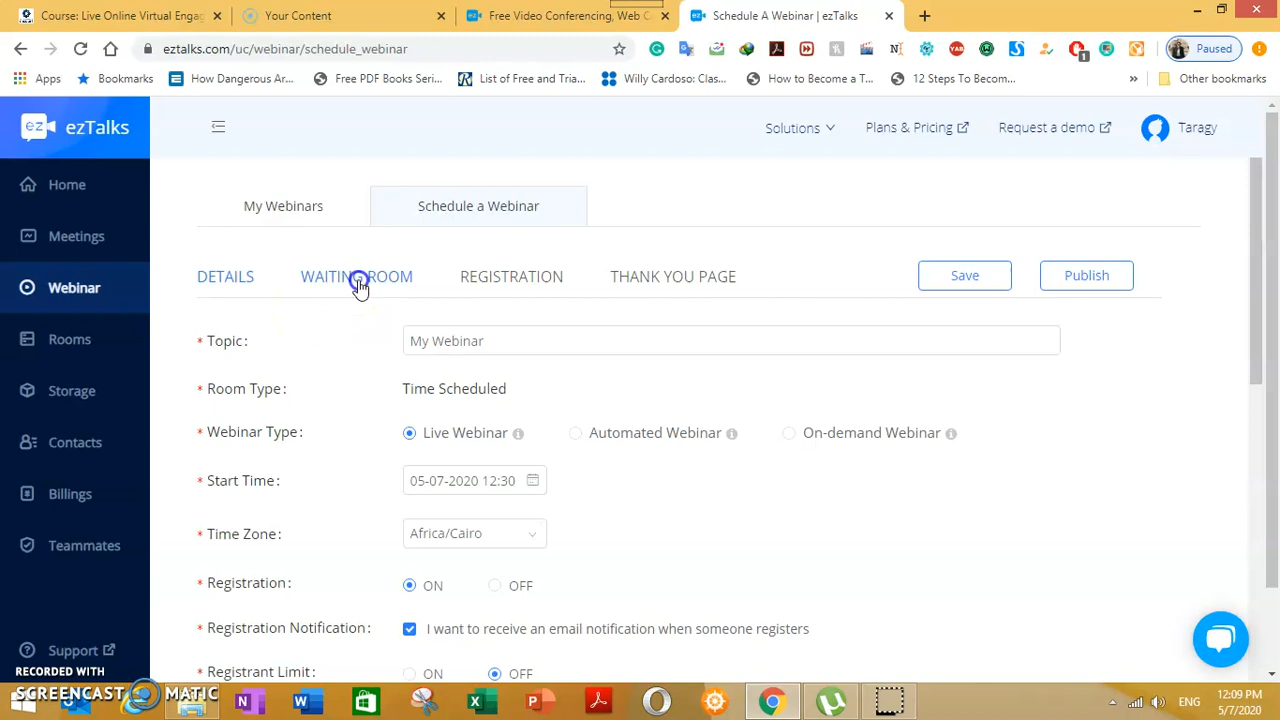 Course: Live Online Virtual Engag
Your Content
Free Video Conferencing, Web C
Schedule A Webinar | ezTalks
eztalks.com/uc/webinar/schedule_webinar
Paused
Apps
Bookmarks
How Dangerous Ar...
Free PDF Books Seri...
List of Free and Tria...
Willy Cardoso: Clas...
How to Become a T...
12 Steps To Becom...
Other bookmarks
ezTalks
Solutions
Plans & Pricing
Request a demo
Taragy
Home
Meetings
Webinar
Rooms
Storage
Contacts
Billings
Teammates
Support
My Webinars
Schedule a Webinar
DETAILS
WAITING ROOM
REGISTRATION
THANK YOU PAGE
Save
Publish
* Topic: My Webinar
* Room Type: Time Scheduled
* Webinar Type: Live Webinar Automated Webinar On-demand Webinar
* Start Time: 05-07-2020 12:30
* Time Zone: Africa/Cairo
* Registration: ON OFF
* Registration Notification: I want to receive an email notification when someone registers
* Registrant Limit: ON OFF
RECORDED WITH
SCREENCAST MATIC
ENG
12:09 PM
5/7/2020